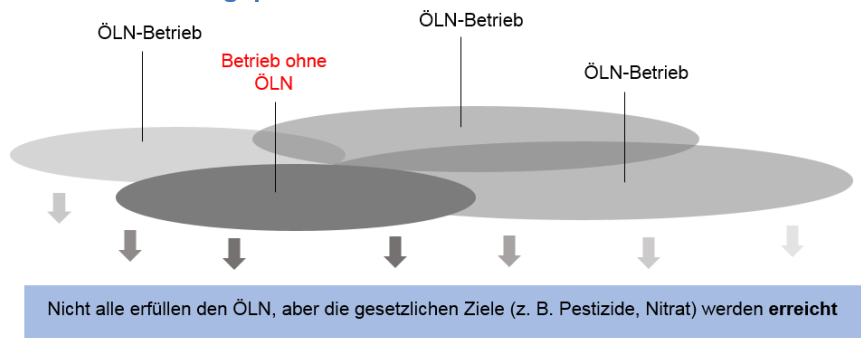 ÖLN-Betrieb
Betrieb ohne
ÖLN
ÖLN-Betrieb
ÖLN-Betrieb
Nicht alle erfüllen den ÖLN, aber die gesetzlichen Ziele (z. B. Pestizide, Nitrat) werden erreicht